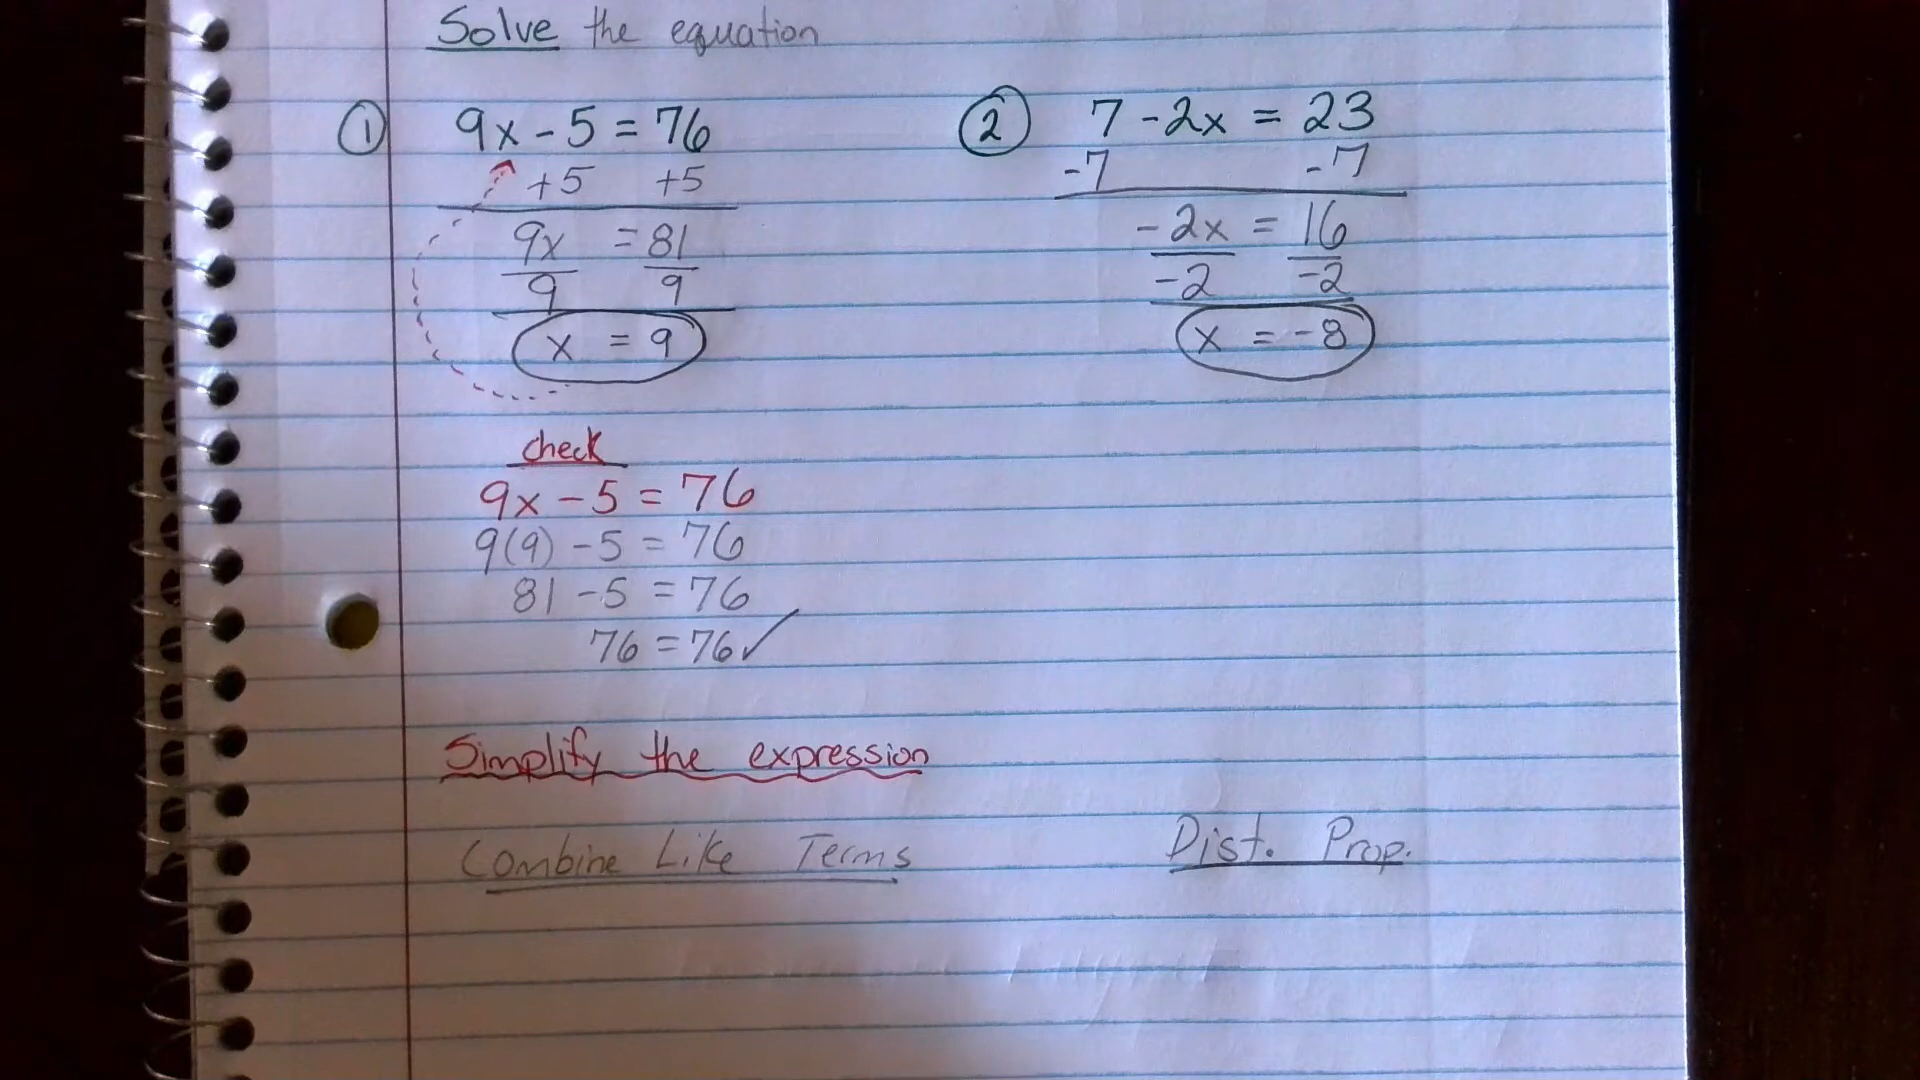 Solve the equation
① 9x - 5 = 76
+5 +5
9x = 81
9 9
x = 9
② 7 - 2x = 23
-7 -7
-2x = 16
-2 -2
x = -8
check
9x - 5 = 76
9(9) - 5 = 76
81 - 5 = 76
76 = 76 ✓
Simplify the expression
Combine Like Terms
Dist. Prop.